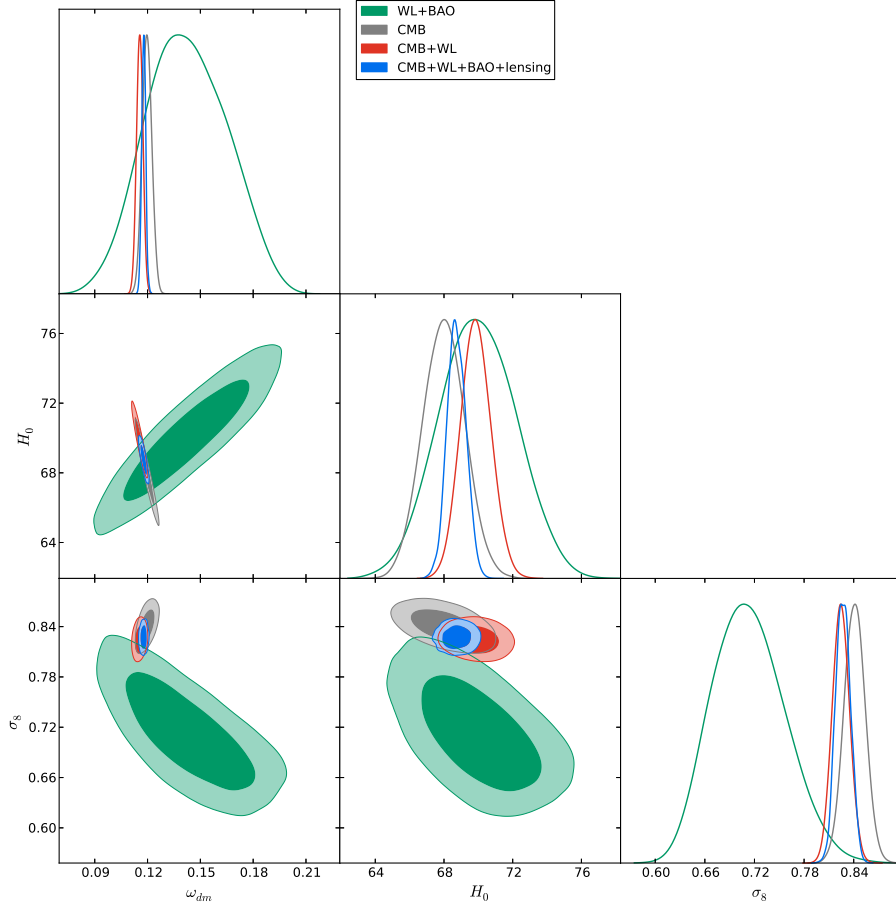 WL+BAO
CMB
CMB+WL
CMB+WL+BAO+lensing
76
72
68
64
H₀
0.84
0.78
0.72
0.66
0.60
σ₈
0.09 0.12 0.15 0.18 0.21
ω_dm
64 68 72 76
H₀
0.60 0.66 0.72 0.78 0.84
σ₈